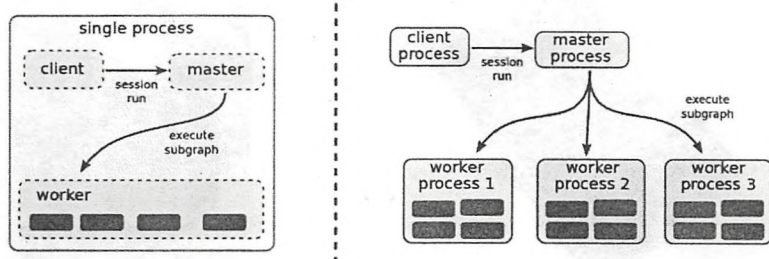 single process
client
master
session
run
execute
subgraph
worker
client
process
master
process
session
run
execute
subgraph
worker
process 1
worker
process 2
worker
process 3